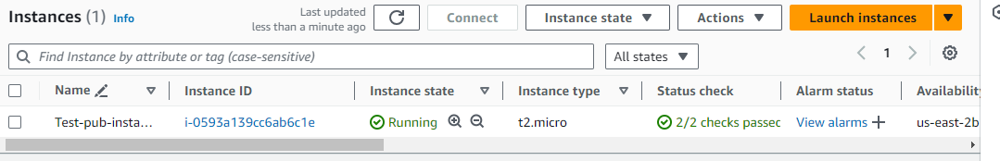 Instances (1) Info
Last updated
less than a minute ago
Connect
Instance state
Actions
Launch instances
Find Instance by attribute or tag (case-sensitive)
All states
1
Name Instance ID Instance state Instance type Status check Alarm status Availability
Test-pub-insta... i-0593a139cc6ab6c1e Running t2.micro 2/2 checks passec View alarms + us-east-2b